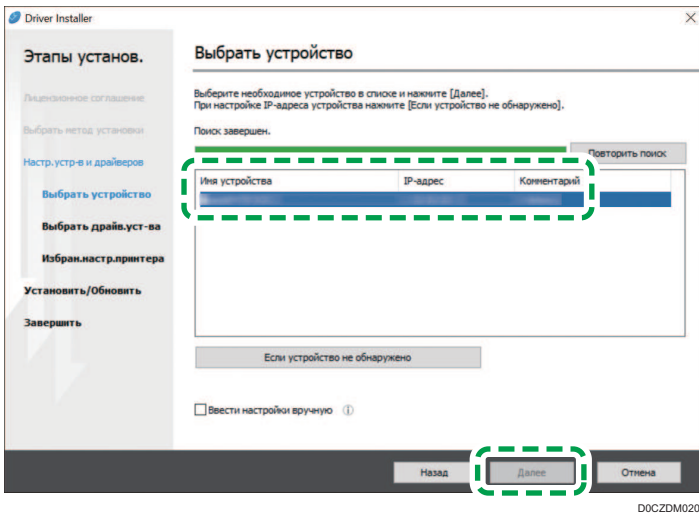 Driver Installer
Этапы установ.
Лицензионное соглашение
Выбрать метод установки
Настр.устр-в и драйверов
Выбрать устройство
Выбрать драйв.уст-ва
Избран.настр.принтера
Установить/Обновить
Завершить
Выбрать устройство
Выберите необходимое устройство в списке и нажмите [Далее].
При настройке IP-адреса устройства нажмите [Если устройство не обнаружено].
Поиск завершен.
Повторить поиск
Имя устройства IP-адрес Комментарий
Если устройство не обнаружено
Ввести настройки вручную
Назад Далее Отмена
D0CZDM020